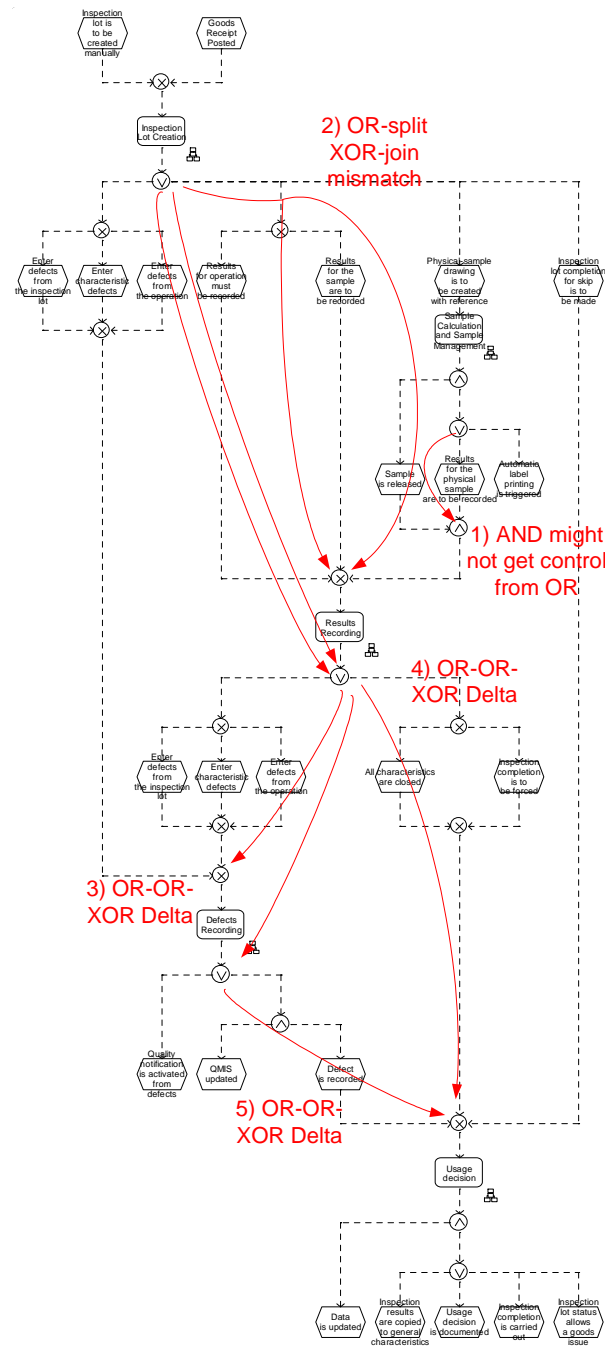 Inspection
lot is
to be
created
manually
Goods
Receipt
Posted
Inspection
Lot Creation
2) OR-split
XOR-join
mismatch
Enter
defects
from
the inspection
lot
Enter
characteristic
defects
Enter
defects
from
the operation
Results
for operation
must
be recorded
Results
for the
sample
are to
be recorded
Physical sample
drawing
is to
be created
with reference
Inspection
lot completion
for skip
is to
be made
Sample
Calculation
and Sample
Management
Sample
is released
Results
for the
physical
sample
are to be recorded
Automatic
label
printing
is triggered
1) AND might
not get control
from OR
Results
Recording
4) OR-OR-
XOR Delta
Enter
defects
from
the inspection
lot
Enter
characteristic
defects
Enter
defects
from
the operation
All characteristics
are closed
Inspection
completion
is to
be forced
3) OR-OR-
XOR Delta
Defects
Recording
Quality
notification
is activated
from
defects
QMIS
updated
Defect
is recorded
5) OR-OR-
XOR Delta
Usage
decision
Data
is updated
Inspection
results
are copied
to general
characteristics
Usage
decision
is documented
Inspection
completion
is carried
out
Inspection
lot status
allows
a goods
issue